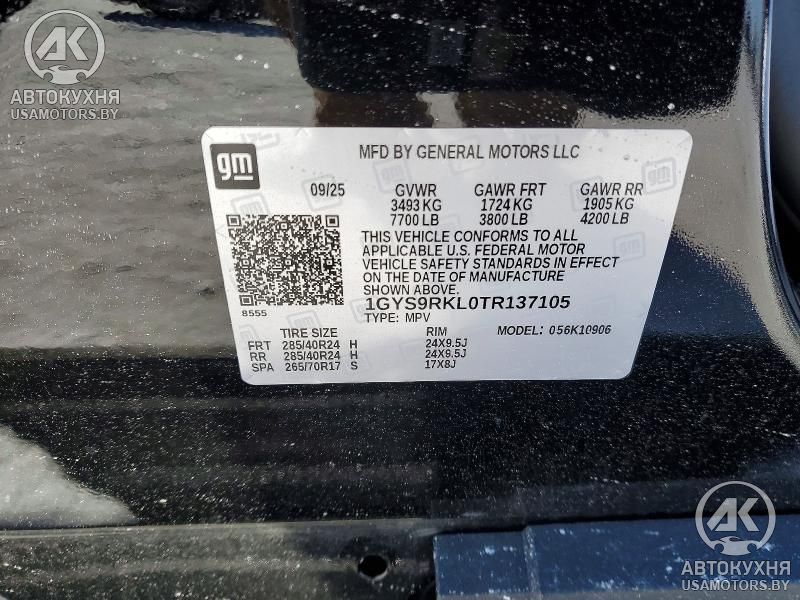 AK
АВТОКУХНЯ
USAMOTORS.BY
gm
MFD BY GENERAL MOTORS LLC
09/25 GVWR GAWR FRT GAWR RR
3493 KG 1724 KG 1905 KG
7700 LB 3800 LB 4200 LB
THIS VEHICLE CONFORMS TO ALL
APPLICABLE U.S. FEDERAL MOTOR
VEHICLE SAFETY STANDARDS IN EFFECT
ON THE DATE OF MANUFACTURE
SHOWN ABOVE.
1GYS9RKL0TR137105
8555
TYPE: MPV
TIRE SIZE RIM MODEL: 056K10906
FRT 285/40R24 H 24X9.5J
RR 285/40R24 H 24X9.5J
SPA 265/70R17 S 17X8J
AK
АВТОКУХНЯ
USAMOTORS.BY